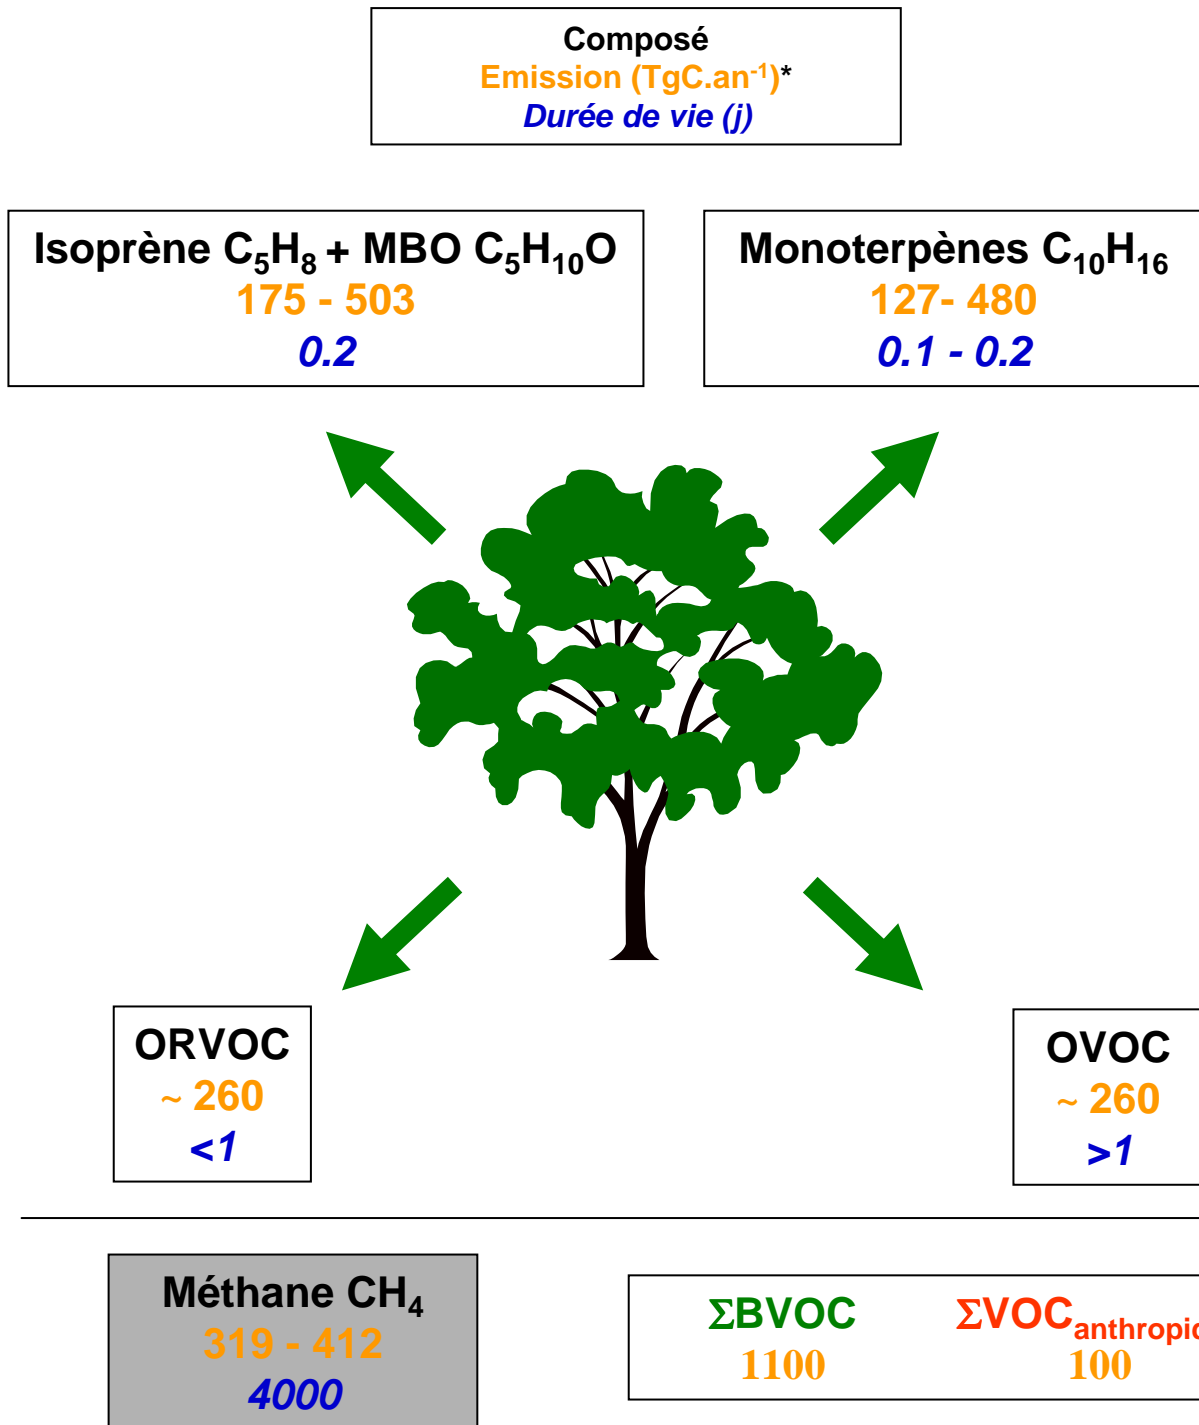 Composé
Emission (TgC.an⁻¹)*
Durée de vie (j)
Isoprène C₅H₈ + MBO C₅H₁₀O
175 - 503
0.2
Monoterpènes C₁₀H₁₆
127- 480
0.1 - 0.2
ORVOC
~ 260
<1
OVOC
~ 260
>1
Méthane CH₄
319 - 412
4000
ΣBVOC ΣVOC
1100 100